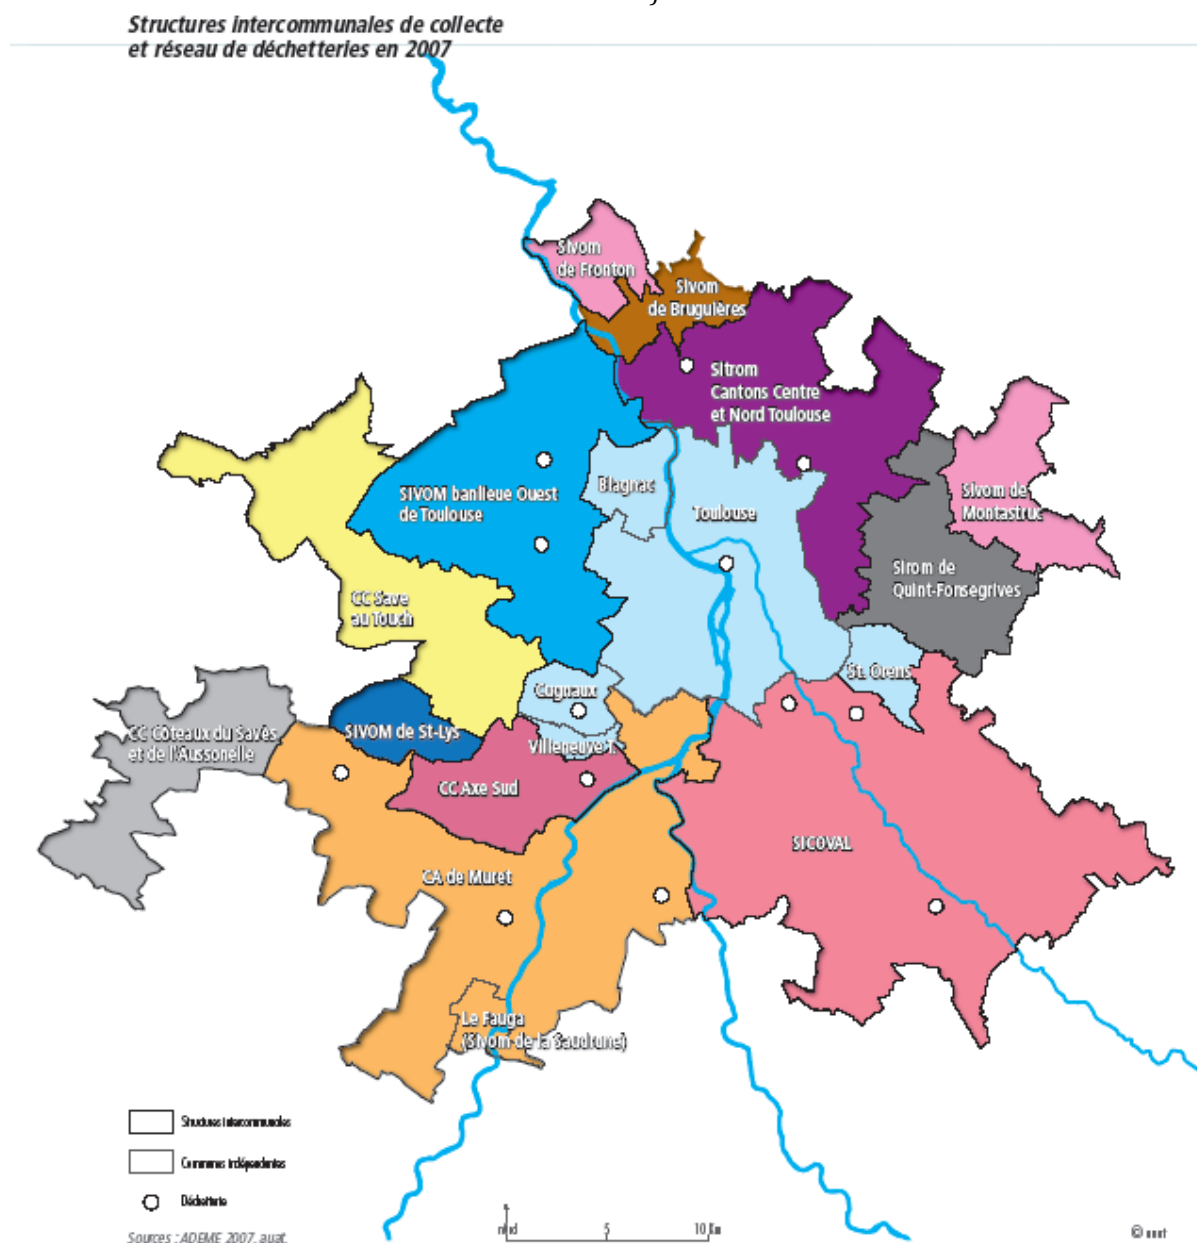 Structures intercommunales de collecte
et réseau de déchetteries en 2007
Sivom
de Fronton
Sivom
de Bruguières
Sitrom
Cantons Centre
et Nord Toulouse
Blagnac
SIVOM banlieue Ouest
de Toulouse
Toulouse
Sivom de
Montastruc
Sirom de
Quint-Fonsegrives
CC Save
au Touch
St. Orens
Cugnaux
CC Côteaux du Savès
et de l'Aussonelle
SIVOM de St-Lys
Villeneuve T.
CC Axe Sud
SICOVAL
CA de Muret
Le Fauga
(Sivom de la Saudrune)
Structures intercommunales
Communes indépendantes
Déchetterie
Sources : ADEME 2007, auat.
nord 5 10 Km
© auat